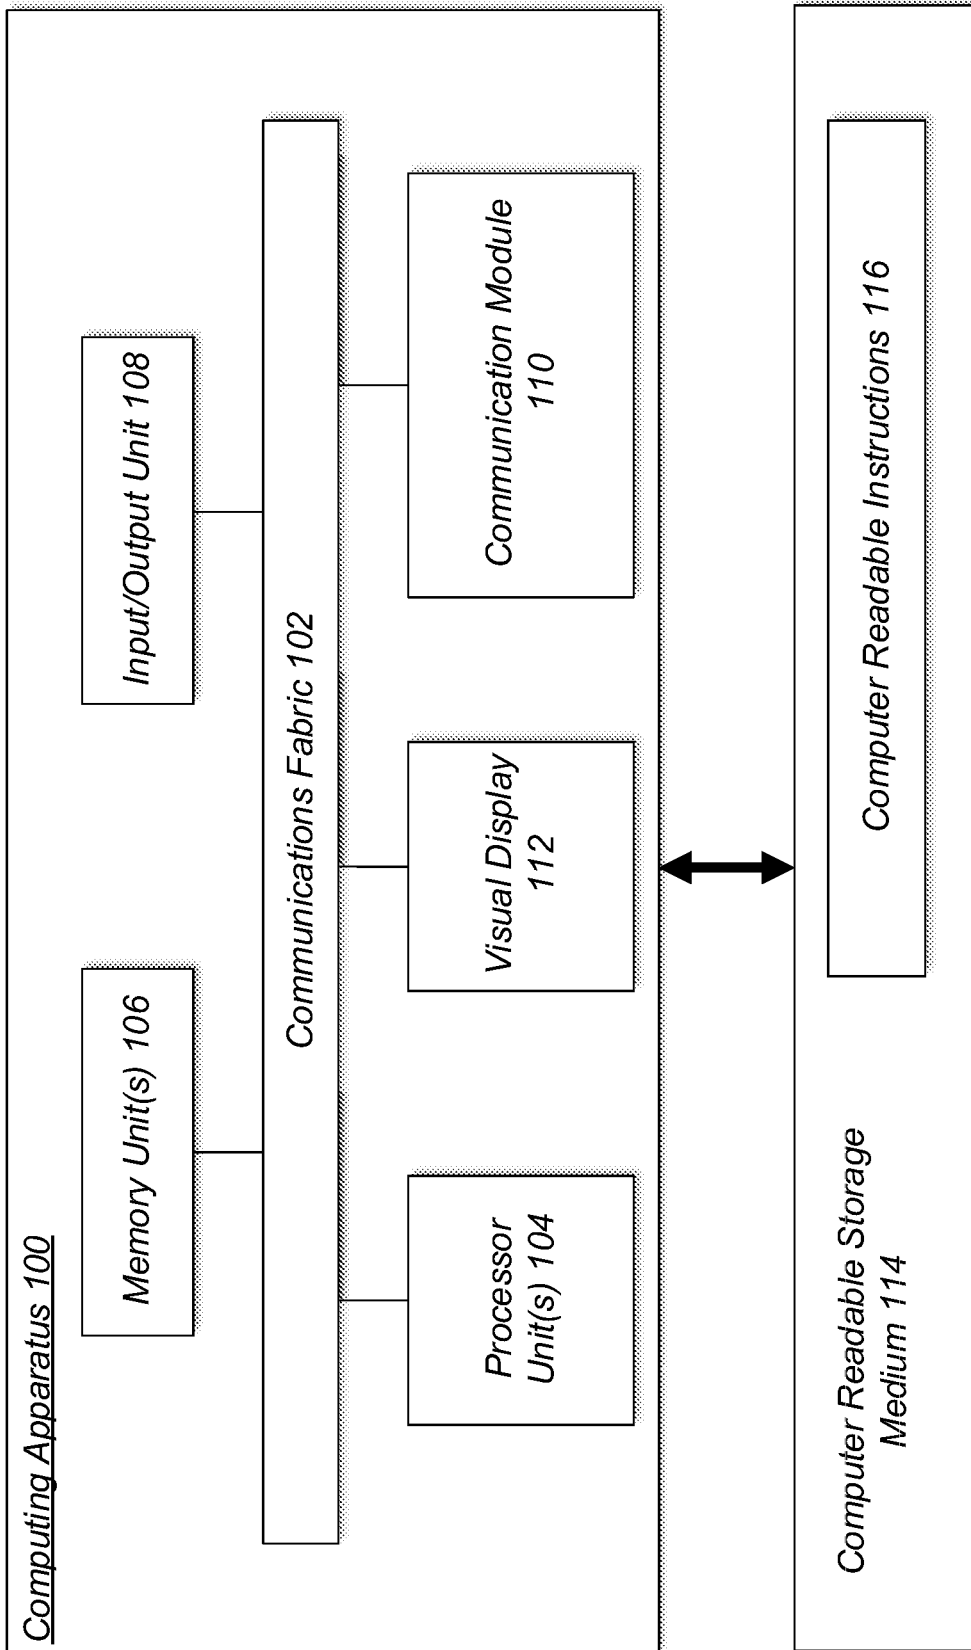 Computing Apparatus 100
Memory Unit(s) 106
Input/Output Unit 108
Communications Fabric 102
Processor
Unit(s) 104
Visual Display
112
Communication Module
110
Computer Readable Storage
Medium 114
Computer Readable Instructions 116